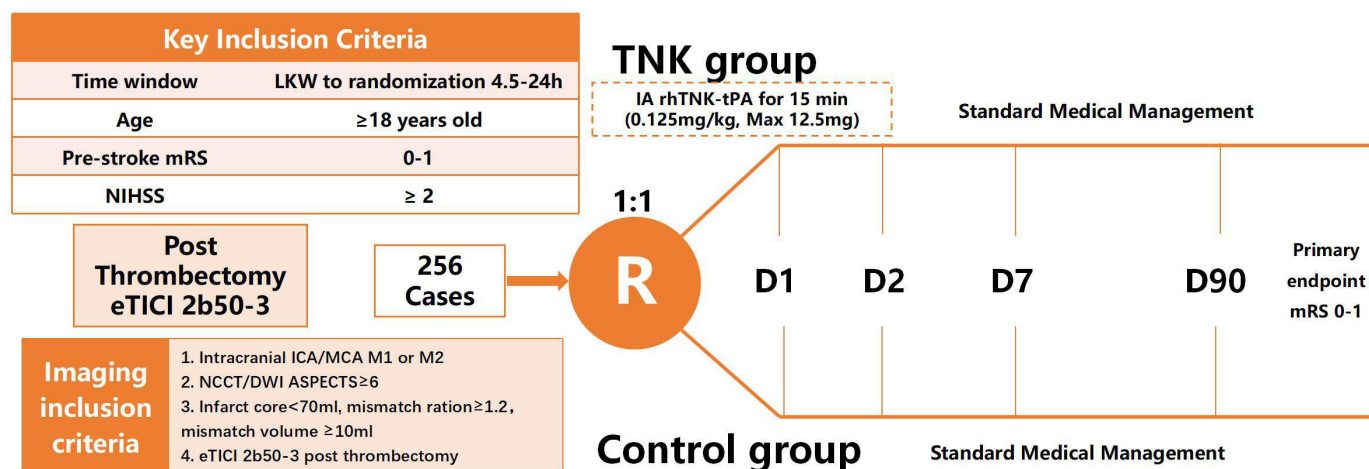 Key Inclusion Criteria
Time window LKW to randomization 4.5-24h
Age ≥18 years old
Pre-stroke mRS 0-1
NIHSS ≥ 2
Post
Thrombectomy
eTICI 2b50-3
256
Cases
Imaging
inclusion
criteria
1. Intracranial ICA/MCA M1 or M2
2. NCCT/DWI ASPECTS≥6
3. Infarct core<70ml, mismatch ration≥1.2,
mismatch volume ≥10ml
4. eTICI 2b50-3 post thrombectomy
1:1
R
TNK group
IA rhTNK-tPA for 15 min
(0.125mg/kg, Max 12.5mg)
Standard Medical Management
D1 D2 D7 D90
Primary
endpoint
mRS 0-1
Control group
Standard Medical Management